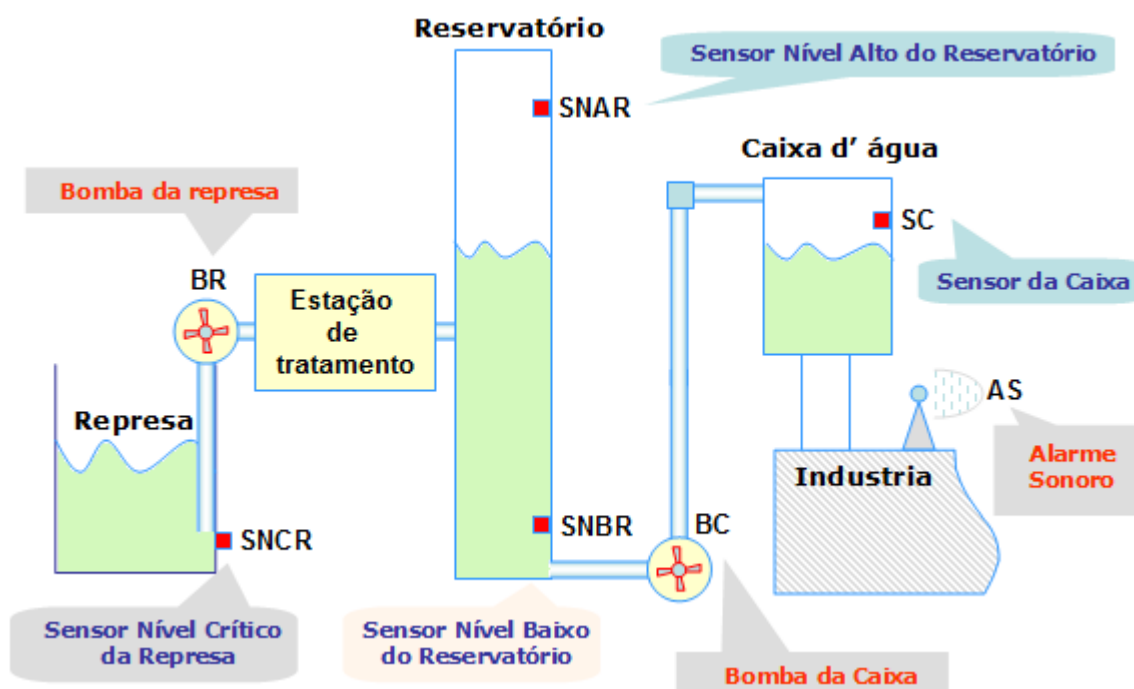 Reservatório
Sensor Nível Alto do Reservatório
SNAR
Caixa d' água
Bomba da represa
SC
BR
Sensor da Caixa
Estação
de
tratamento
Represa
AS
Alarme
Sonoro
Industria
SNCR
SNBR
BC
Sensor Nível Crítico
da Represa
Sensor Nível Baixo
do Reservatório
Bomba da Caixa